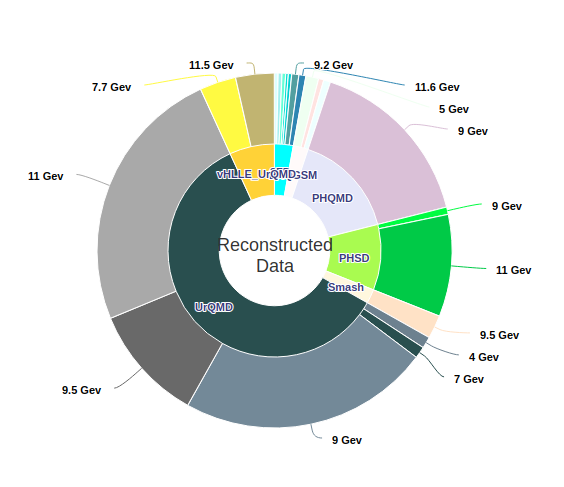 11.5 Gev
9.2 Gev
7.7 Gev
11.6 Gev
5 Gev
9 Gev
11 Gev
vHLLE_UrQMD
PHQMD
9 Gev
Reconstructed
Data
PHSD
11 Gev
Smash
UrQMD
9.5 Gev
4 Gev
7 Gev
9.5 Gev
9 Gev